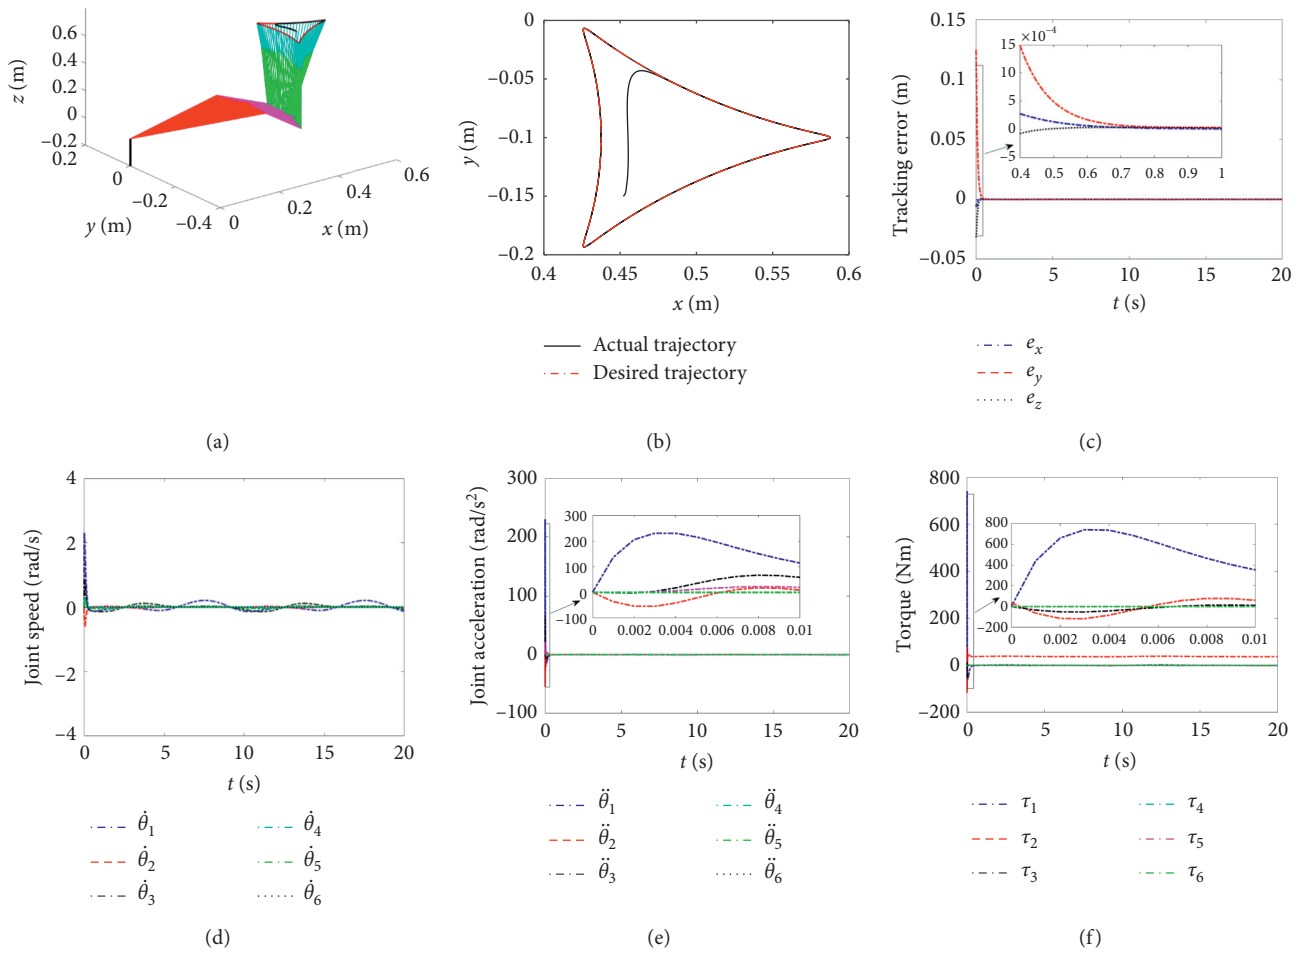 0.6
0.4
0.2
0
−0.2
z (m)
0.2
0
−0.2
−0.4
y (m)
0
0.2
0.4
0.6
x (m)
(a)
0
−0.05
−0.1
−0.15
−0.2
y (m)
0.4 0.45 0.5 0.55 0.6
x (m)
Actual trajectory
Desired trajectory
(b)
0.15
0.1
0.05
0
−0.05
Tracking error (m)
×10⁻⁴
15
10
5
0
−5
0.4 0.5 0.6 0.7 0.8 0.9 1
0 5 10 15 20
t (s)
eₓ
e_y
e_z
(c)
4
2
0
−2
−4
Joint speed (rad/s)
0 5 10 15 20
t (s)
θ̇₁ θ̇₄
θ̇₂ θ̇₅
θ̇₃ θ̇₆
(d)
300
200
100
0
−100
Joint acceleration (rad/s²)
300
200
100
0
−100
0 0.002 0.004 0.006 0.008 0.01
0 5 10 15 20
t (s)
θ̈₁ θ̈₄
θ̈₂ θ̈₅
θ̈₃ θ̈₆
(e)
800
600
400
200
0
−200
Torque (Nm)
800
600
400
200
0
−200
0 0.002 0.004 0.006 0.008 0.01
0 5 10 15 20
t (s)
τ₁ τ₄
τ₂ τ₅
τ₃ τ₆
(f)